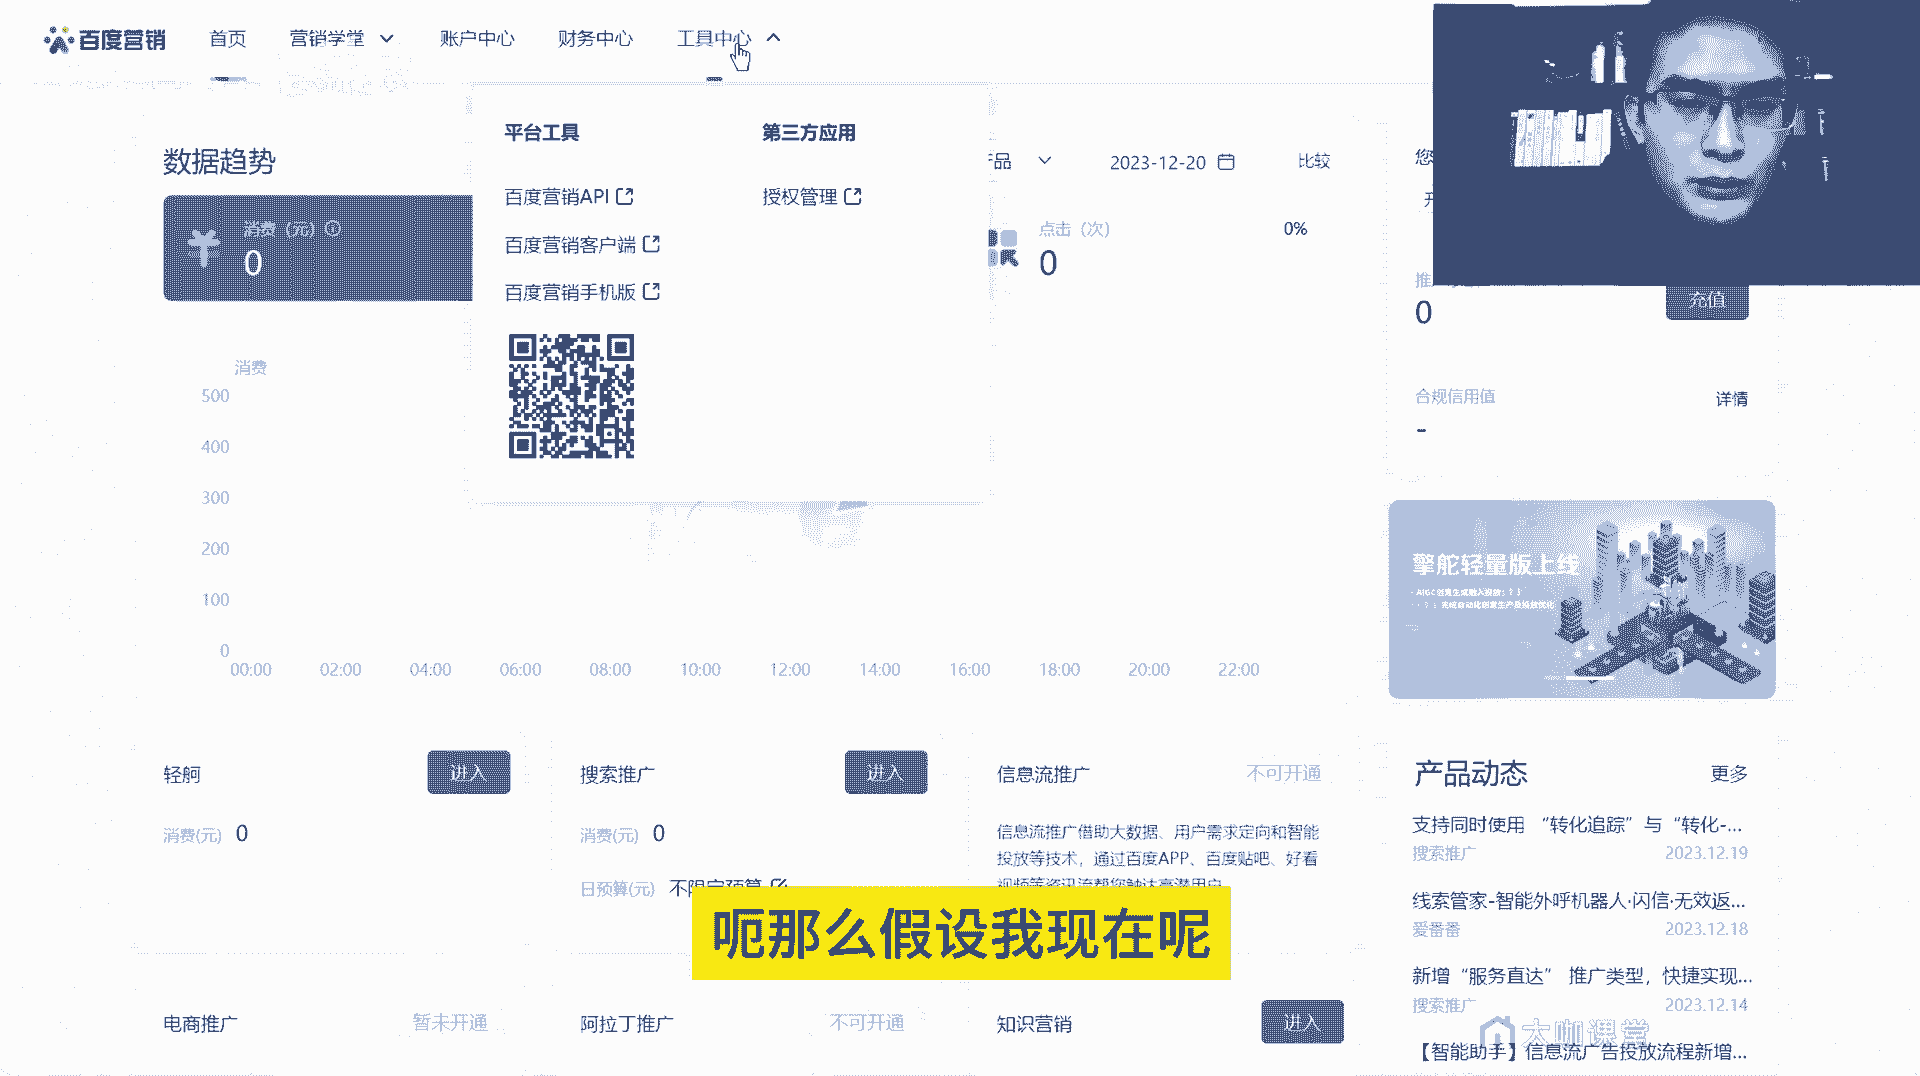 百度营销
首页
营销学堂
账户中心
财务中心
工具中心
平台工具
第三方应用
百度营销API
授权管理
百度营销客户端
百度营销手机版
数据趋势
品
2023-12-20
比较
消费（元）
0
点击（次）
0
0%
您
开
推
0
充值
合规信用值
详情
-
消费
500
400
300
200
100
0
00:00 02:00 04:00 06:00 08:00 10:00 12:00 14:00 16:00 18:00 20:00 22:00
擎舵轻量版上线
轻舸
进入
消费(元) 0
搜索推广
进入
消费(元) 0
日预算(元) 不限定预算
信息流推广
不可开通
信息流推广借助大数据、用户需求定向和智能
投放等技术，通过百度APP、百度贴吧、好看
视频等资讯流帮您触达高潜用户
产品动态
更多
支持同时使用 “转化追踪” 与 “转化-...
搜索推广
2023.12.19
线索管家-智能外呼机器人·闪信·无效返...
爱番番
2023.12.18
新增 “服务直达” 推广类型，快捷实现...
搜索推广
2023.12.14
【智能助手】信息流广告投放流程新增...
呃那么假设我现在呢
电商推广
暂未开通
阿拉丁推广
不可开通
知识营销
进入
大咖课堂